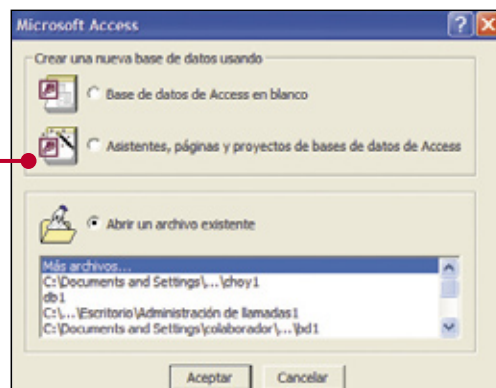 Microsoft Access
Crear una nueva base de datos usando
Base de datos de Access en blanco
Asistentes, páginas y proyectos de bases de datos de Access
Abrir un archivo existente
Más archivos...
C:\Documents and Settings\...\choy1
db1
C:\...\Escritorio\Administración de llamadas1
C:\Documents and Settings\colaborador\...\bd1
Aceptar Cancelar